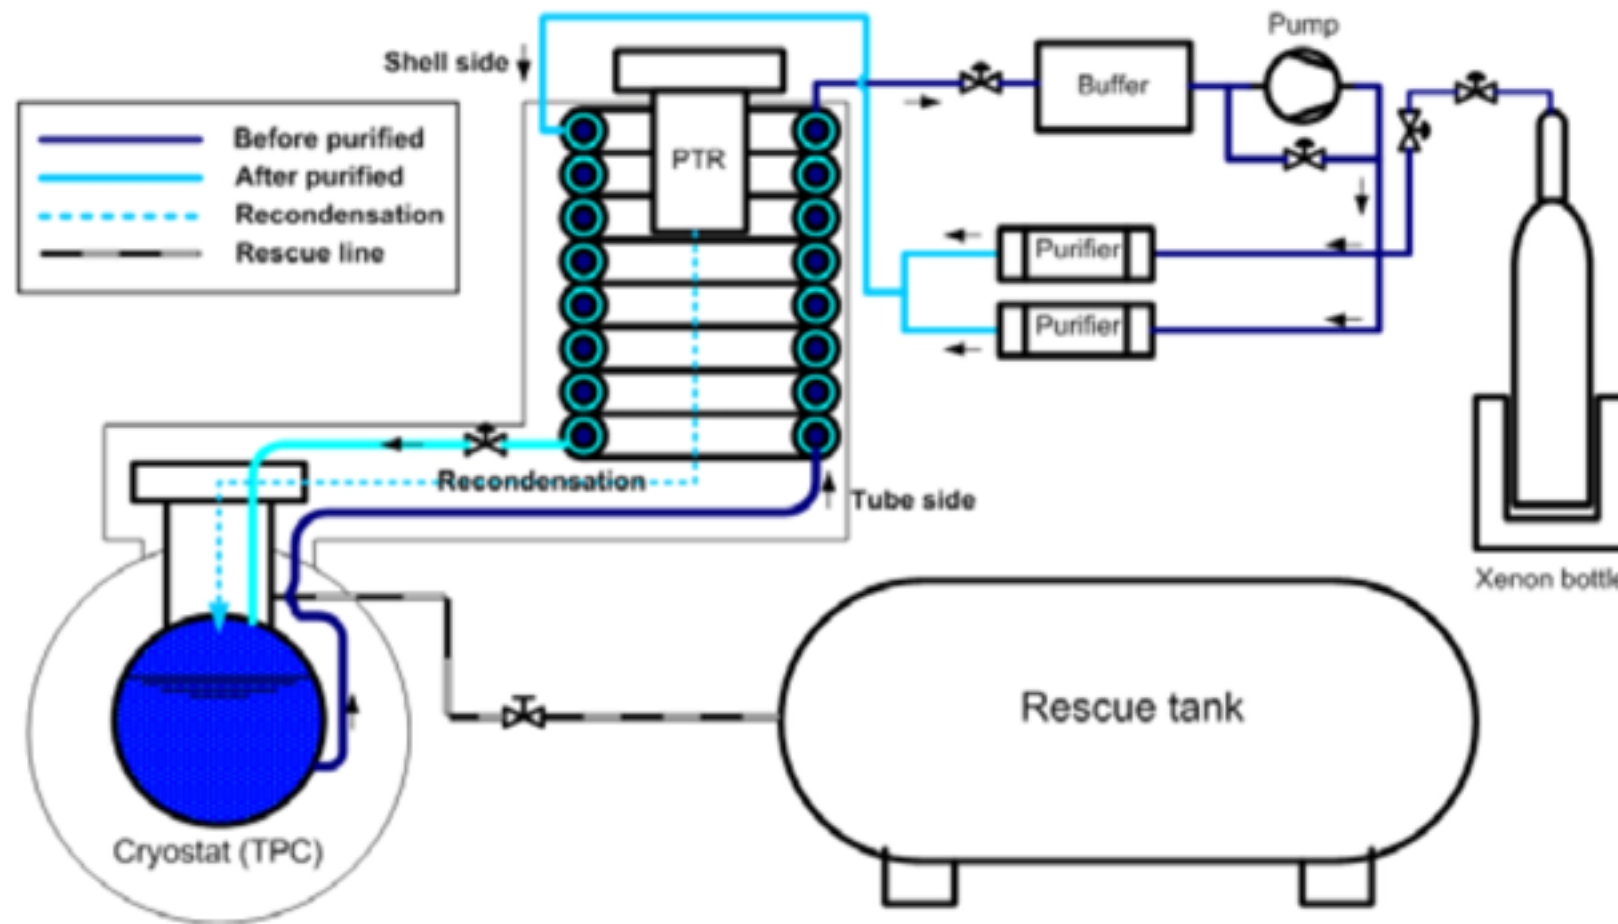 Pump
Shell side
Buffer
Before purified
After purified
Recondensation
Rescue line
PTR
Purifier
Purifier
Recondensation
Tube side
Xenon bottle
Rescue tank
Cryostat (TPC)